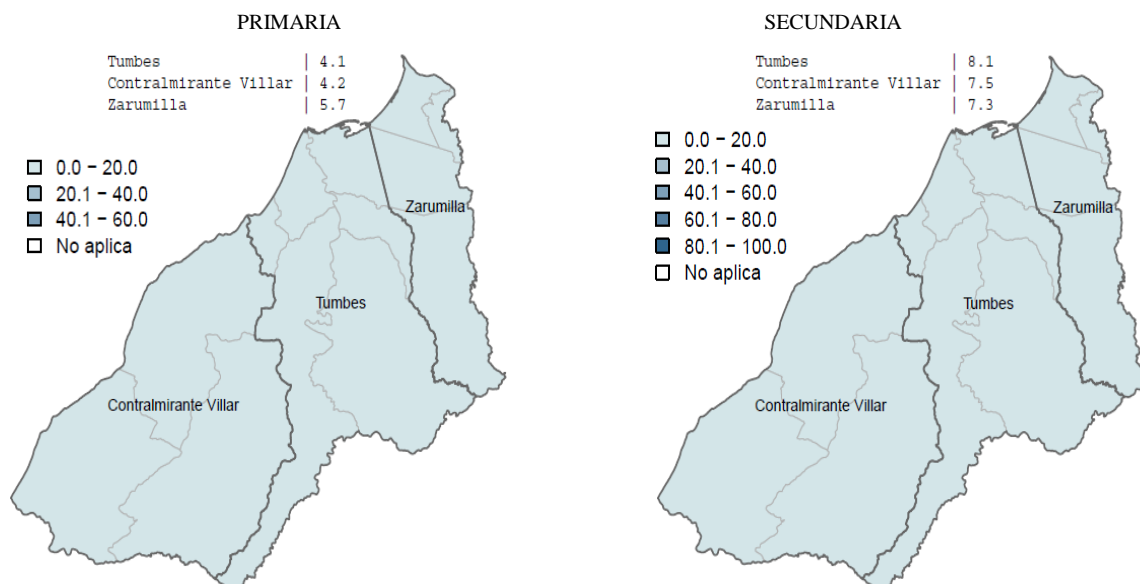 PRIMARIA
Tumbes | 4.1
Contralmirante Villar | 4.2
Zarumilla | 5.7
0.0 – 20.0
20.1 – 40.0
40.1 – 60.0
No aplica
Zarumilla
Tumbes
Contralmirante Villar
SECUNDARIA
Tumbes | 8.1
Contralmirante Villar | 7.5
Zarumilla | 7.3
0.0 – 20.0
20.1 – 40.0
40.1 – 60.0
60.1 – 80.0
80.1 – 100.0
No aplica
Zarumilla
Tumbes
Contralmirante Villar